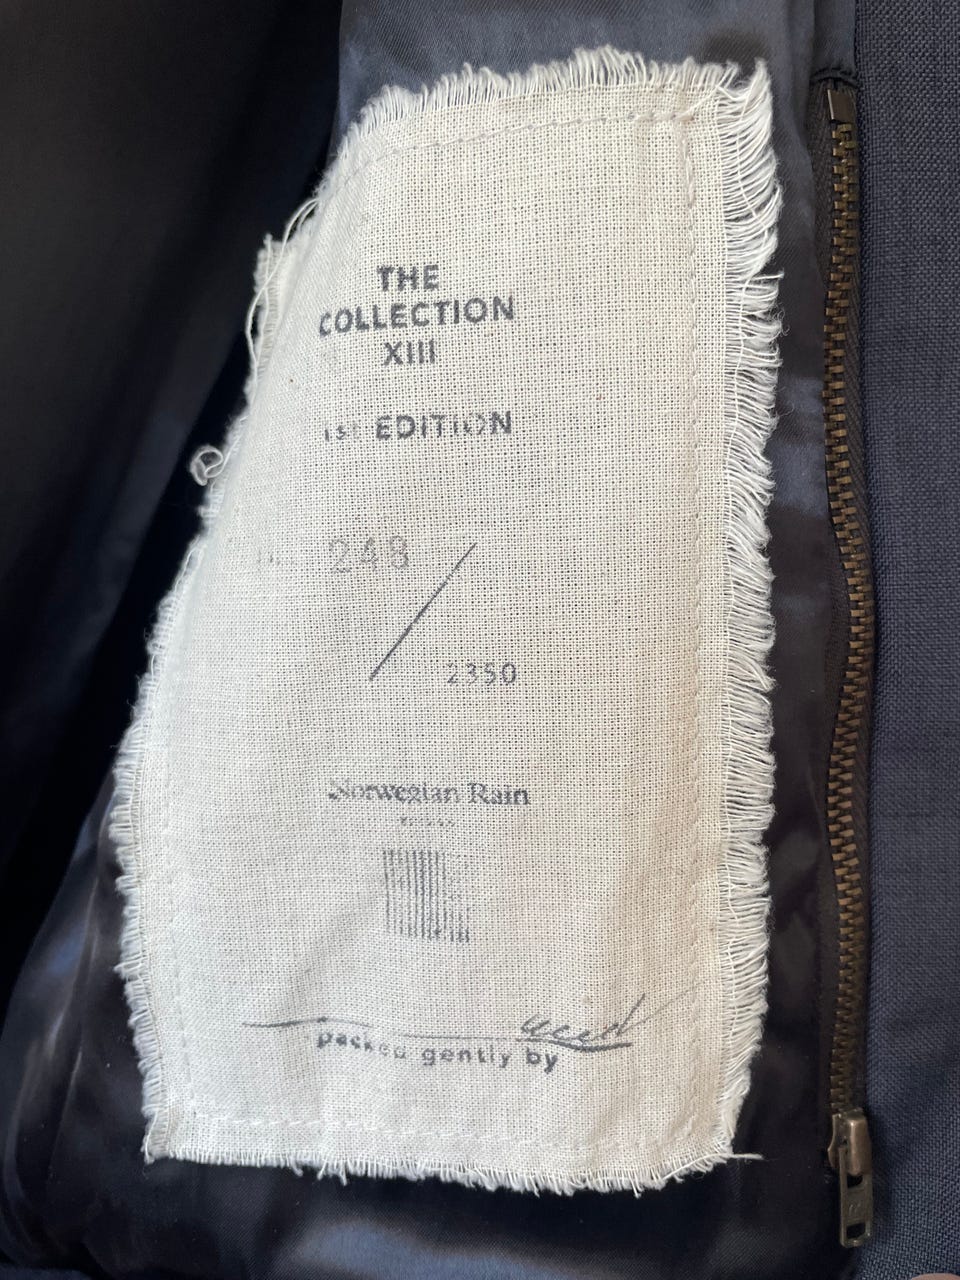 THE
COLLECTION
XIII
1st EDITION
248
/
2350
Norwegian Rain
packed gently by